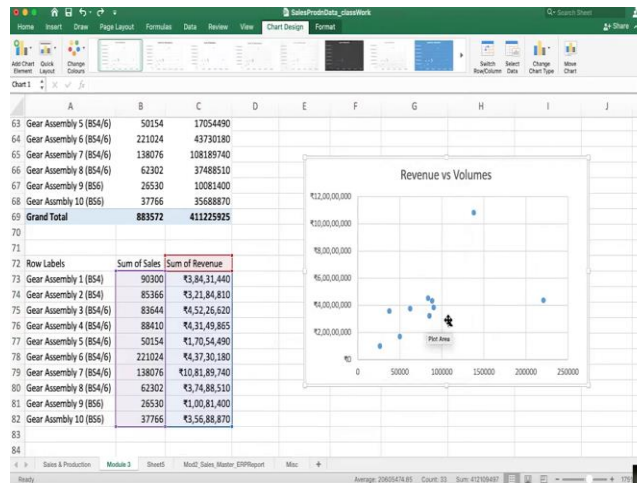 SalesProdnData_classWork
Search Sheet
Home Insert Draw Page Layout Formulas Data Review View Chart Design Format
Share
Add Chart Element
Quick Layout
Change Colours
Switch Row/Column
Select Data
Change Chart Type
Move Chart
Chart 1 fx
A B C D E F G H I J
63 Gear Assembly 5 (BS4/6) 50154 17054490
64 Gear Assembly 6 (BS4/6) 221024 43730180
65 Gear Assembly 7 (BS4/6) 138076 108189740
66 Gear Assembly 8 (BS4/6) 62302 37488510
67 Gear Assembly 9 (BS6) 26530 10081400
68 Gear Assembly 10 (BS6) 37766 35688870
69 Grand Total 883572 411225925
70
71
72 Row Labels Sum of Sales Sum of Revenue
73 Gear Assembly 1 (BS4) 90300 ₹3,84,31,440
74 Gear Assembly 2 (BS4) 85366 ₹3,21,84,810
75 Gear Assembly 3 (BS4/6) 83644 ₹4,52,26,620
76 Gear Assembly 4 (BS4/6) 88410 ₹4,31,49,865
77 Gear Assembly 5 (BS4/6) 50154 ₹1,70,54,490
78 Gear Assembly 6 (BS4/6) 221024 ₹4,37,30,180
79 Gear Assembly 7 (BS4/6) 138076 ₹10,81,89,740
80 Gear Assembly 8 (BS4/6) 62302 ₹3,74,88,510
81 Gear Assmbly 9 (BS6) 26530 ₹1,00,81,400
82 Gear Assmbly 10 (BS6) 37766 ₹3,56,88,870
83
84
Revenue vs Volumes
₹12,00,00,000
₹10,00,00,000
₹8,00,00,000
₹6,00,00,000
₹4,00,00,000
₹2,00,00,000
₹0
0 50000 100000 150000 200000 250000
Plot Area
Sales & Production Module 3 Sheet5 Mod2_Sales_Master_ERPReport Misc +
Ready Average: 20605474.85 Count: 33 Sum: 412109497